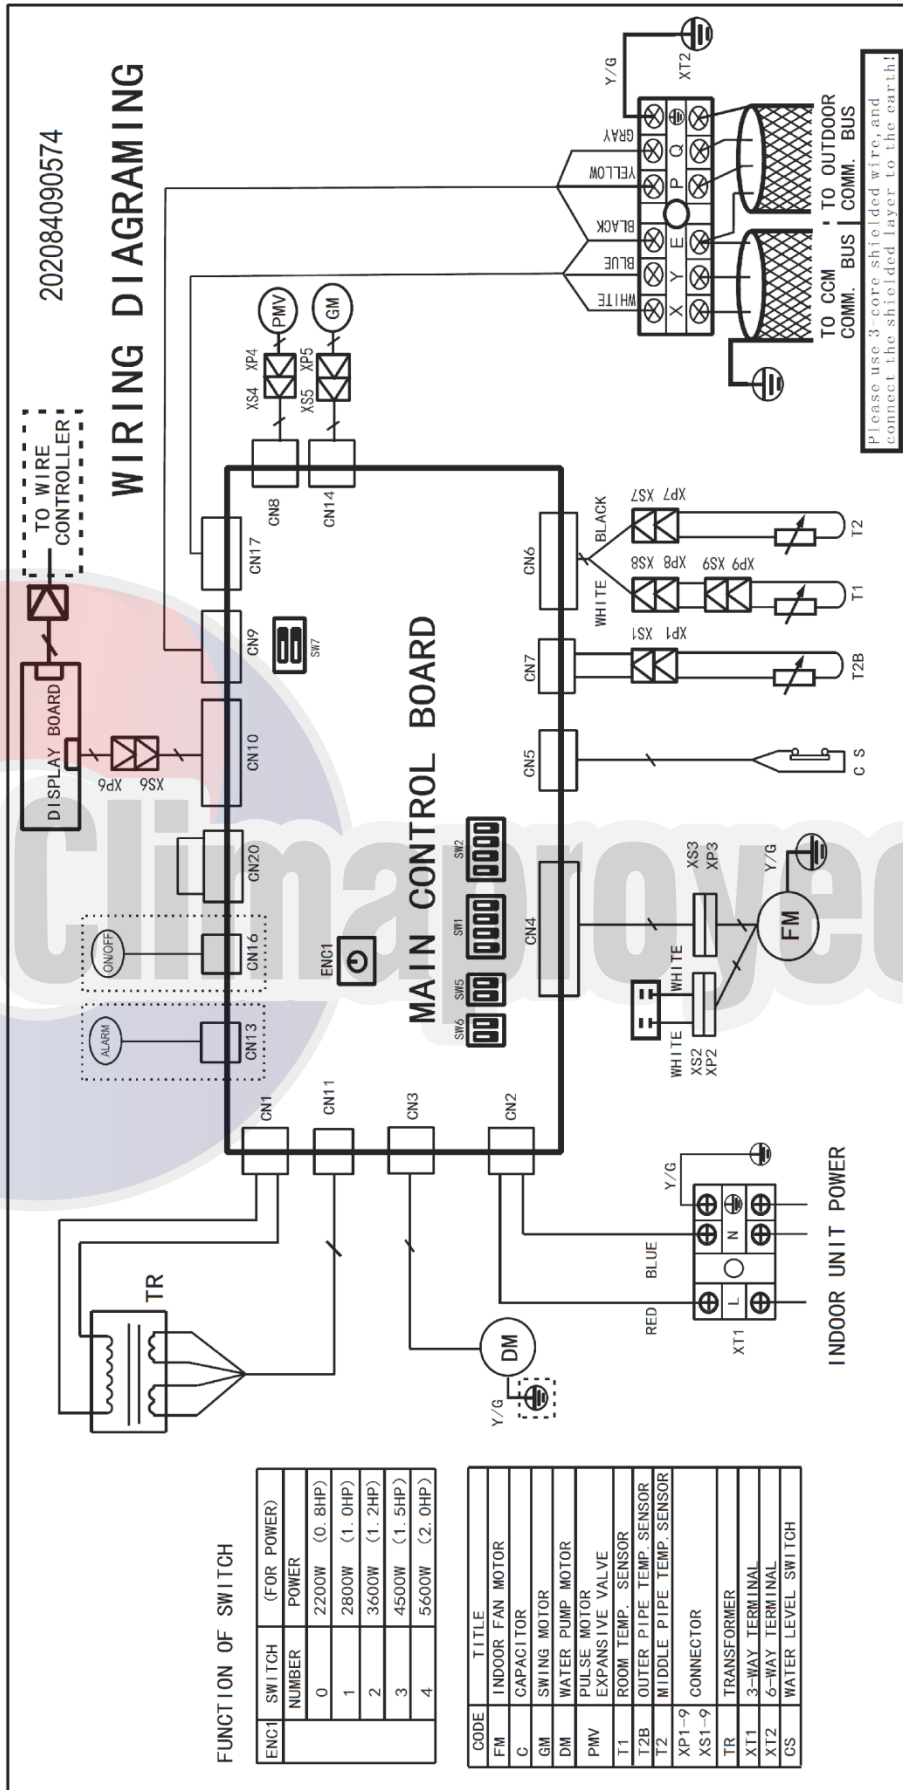 202084090574
WIRING DIAGRAMING
TO WIRE
CONTROLLER
DISPLAY BOARD
XP6
XS6
ON/OFF
ALARM
CN13
CN16
CN20
CN10
CN9
CN17
SW7
CN8
CN14
XS4
XP4
PMV
XS5
XP5
GM
Y/G
XT2
GRAY
YELLOW
BLACK
BLUE
WHITE
X
Y
E
P
Q
TO CCM
COMM. BUS
TO OUTDOOR
COMM. BUS
Please use 3-core shielded wire, and
connect the shielded layer to the earth!
TR
CN1
CN11
CN3
CN2
ENC1
MAIN CONTROL BOARD
SW6
SW5
SW1
SW2
CN4
CN5
CN7
CN6
WHITE
BLACK
XS1
XP1
XS8
XP8
XS9
XP9
XS7
XP7
T2B
T1
T2
C S
DM
Y/G
RED
BLUE
Y/G
XT1
L
N
INDOOR UNIT POWER
WHITE
WHITE
XS2
XP2
XS3
XP3
Y/G
FM
Climaproyec
FUNCTION OF SWITCH
ENC1 SWITCH NUMBER (FOR POWER) POWER
0 2200W (0.8HP)
1 2800W (1.0HP)
2 3600W (1.2HP)
3 4500W (1.5HP)
4 5600W (2.0HP)
CODE TITLE
FM INDOOR FAN MOTOR
C CAPACITOR
GM SWING MOTOR
DM WATER PUMP MOTOR
PMV PULSE MOTOR
EXPANSIVE VALVE
T1 ROOM TEMP. SENSOR
T2B OUTER PIPE TEMP. SENSOR
T2 MIDDLE PIPE TEMP. SENSOR
XP1-9
XS1-9 CONNECTOR
TR TRANSFORMER
XT1 3-WAY TERMINAL
XT2 6-WAY TERMINAL
CS WATER LEVEL SWITCH